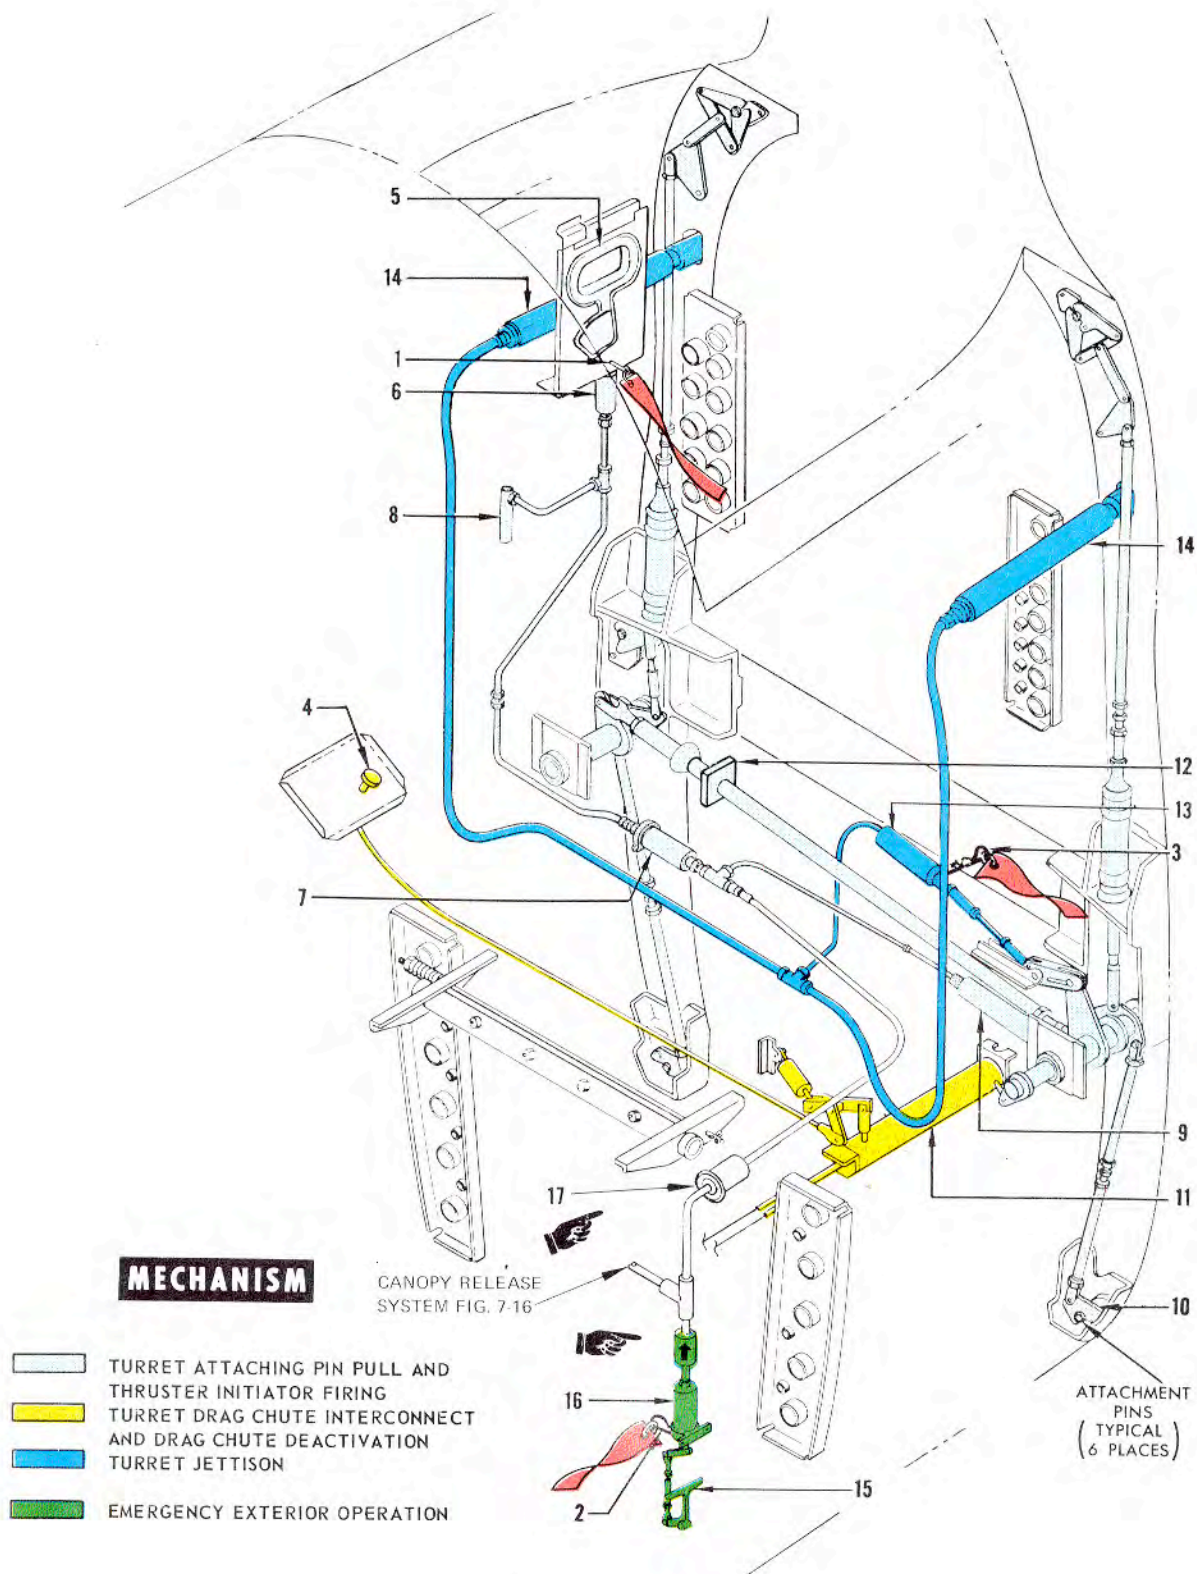 5
14
1
6
8
14
4
12
13
3
7
9
17
11
MECHANISM
CANOPY RELEASE
SYSTEM FIG. 7-16
10
TURRET ATTACHING PIN PULL AND
THRUSTER INITIATOR FIRING
TURRET DRAG CHUTE INTERCONNECT
AND DRAG CHUTE DEACTIVATION
TURRET JETTISON
EMERGENCY EXTERIOR OPERATION
16
2
15
ATTACHMENT
PINS
(TYPICAL
6 PLACES)